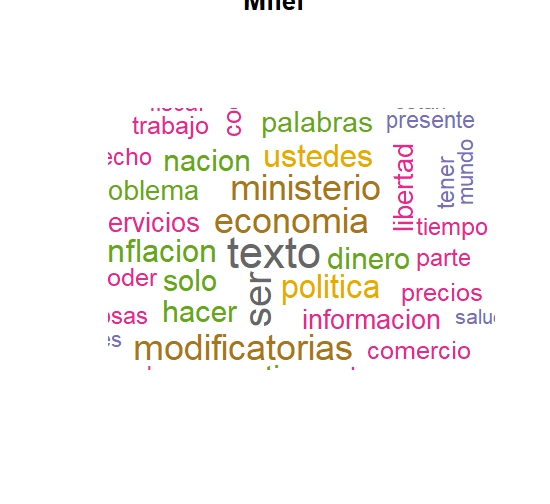 Milei
fiscal
trabajo
co
palabras
presente
echo
nacion
ustedes
libertad
tener
mundo
oblema
ministerio
ervicios
economia
tiempo
nflacion
texto
dinero
parte
oder
solo
ser
politica
precios
osas
hacer
informacion
salu
es
modificatorias
comercio